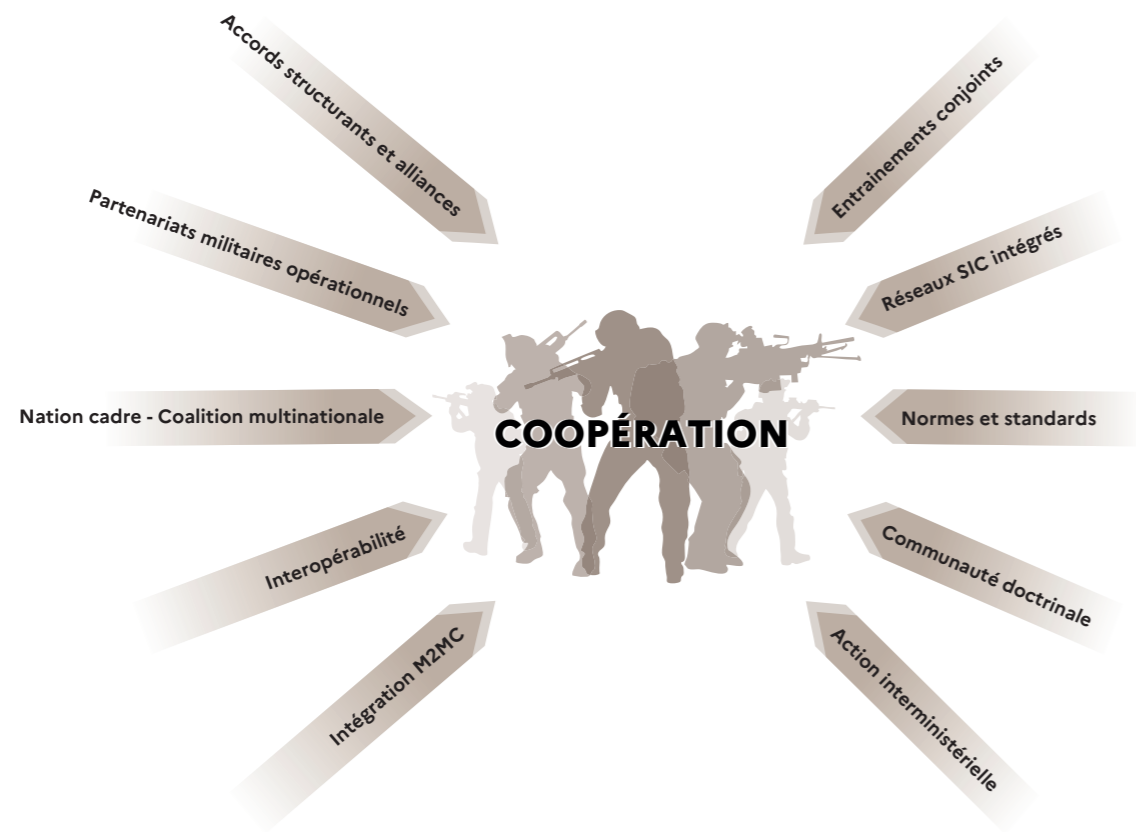 Accords structurants et alliances
Partenariats militaires opérationnels
Nation cadre - Coalition multinationale
Interopérabilité
Intégration M2MC
COOPÉRATION
Entrainements conjoints
Réseaux SIC intégrés
Normes et standards
Communauté doctrinale
Action interministérielle